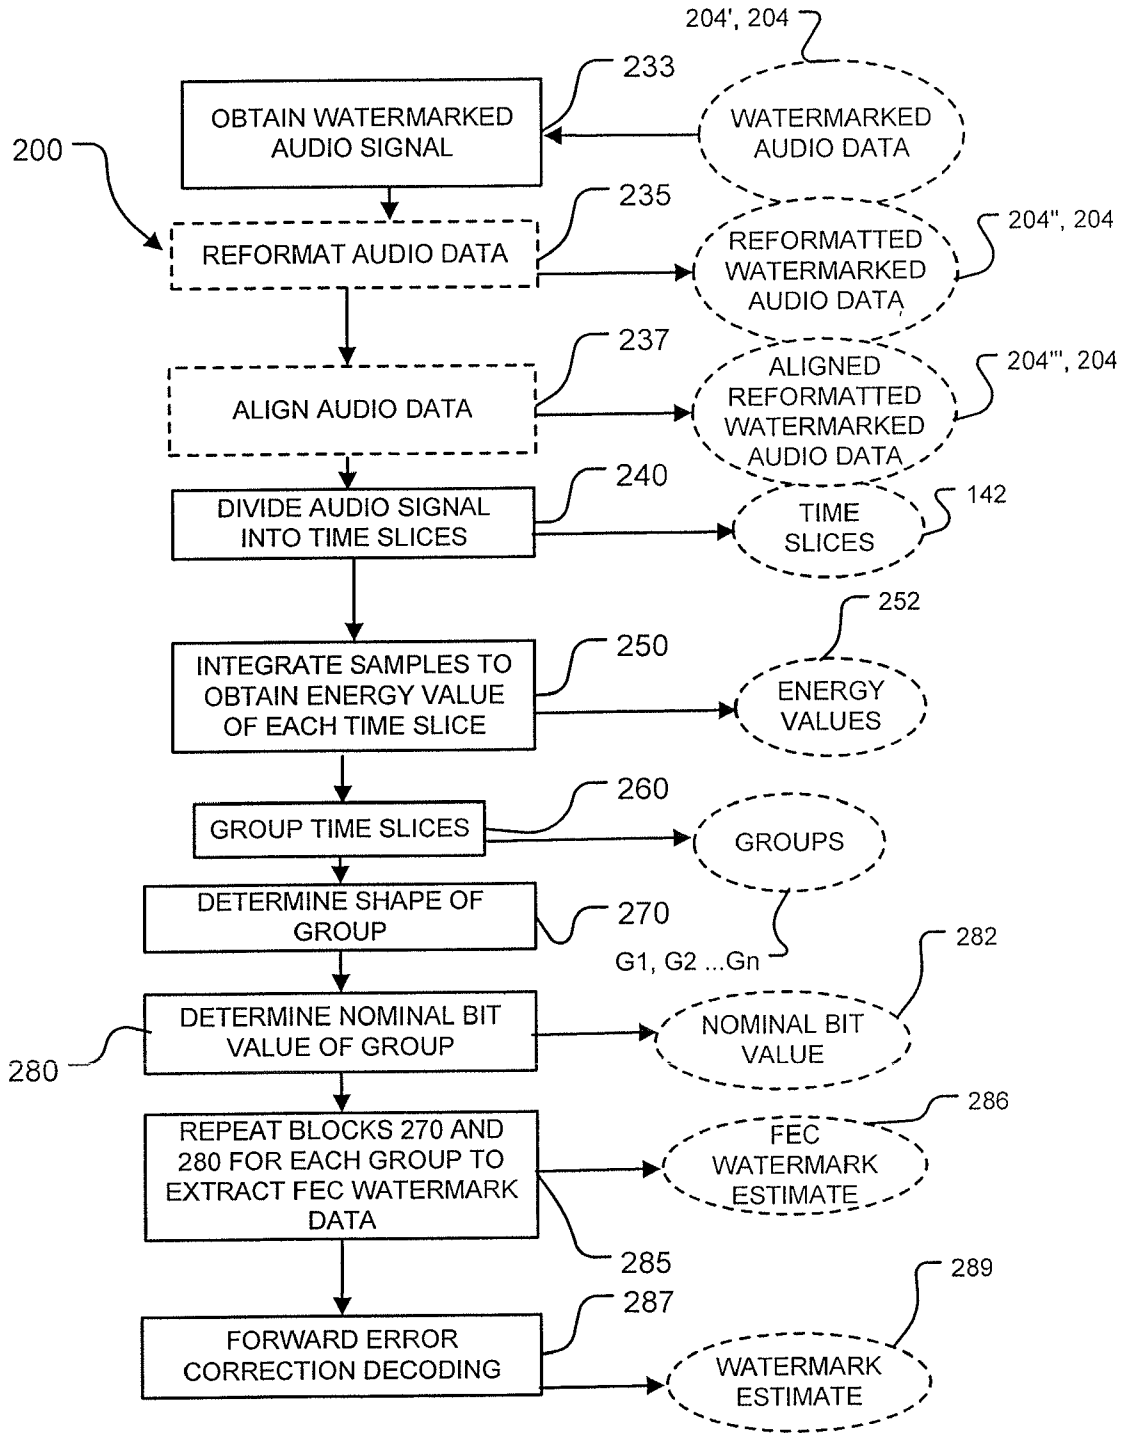 204', 204
233
OBTAIN WATERMARKED
AUDIO SIGNAL
WATERMARKED
AUDIO DATA
200
235
REFORMAT AUDIO DATA
204", 204
REFORMATTED
WATERMARKED
AUDIO DATA
237
ALIGN AUDIO DATA
204"', 204
ALIGNED
REFORMATTED
WATERMARKED
AUDIO DATA
240
DIVIDE AUDIO SIGNAL
INTO TIME SLICES
142
TIME
SLICES
252
250
INTEGRATE SAMPLES TO
OBTAIN ENERGY VALUE
OF EACH TIME SLICE
ENERGY
VALUES
260
GROUP TIME SLICES
GROUPS
270
DETERMINE SHAPE OF
GROUP
G1, G2 ...Gn
282
DETERMINE NOMINAL BIT
VALUE OF GROUP
280
NOMINAL BIT
VALUE
286
REPEAT BLOCKS 270 AND
280 FOR EACH GROUP TO
EXTRACT FEC WATERMARK
DATA
FEC
WATERMARK
ESTIMATE
285
289
287
FORWARD ERROR
CORRECTION DECODING
WATERMARK
ESTIMATE